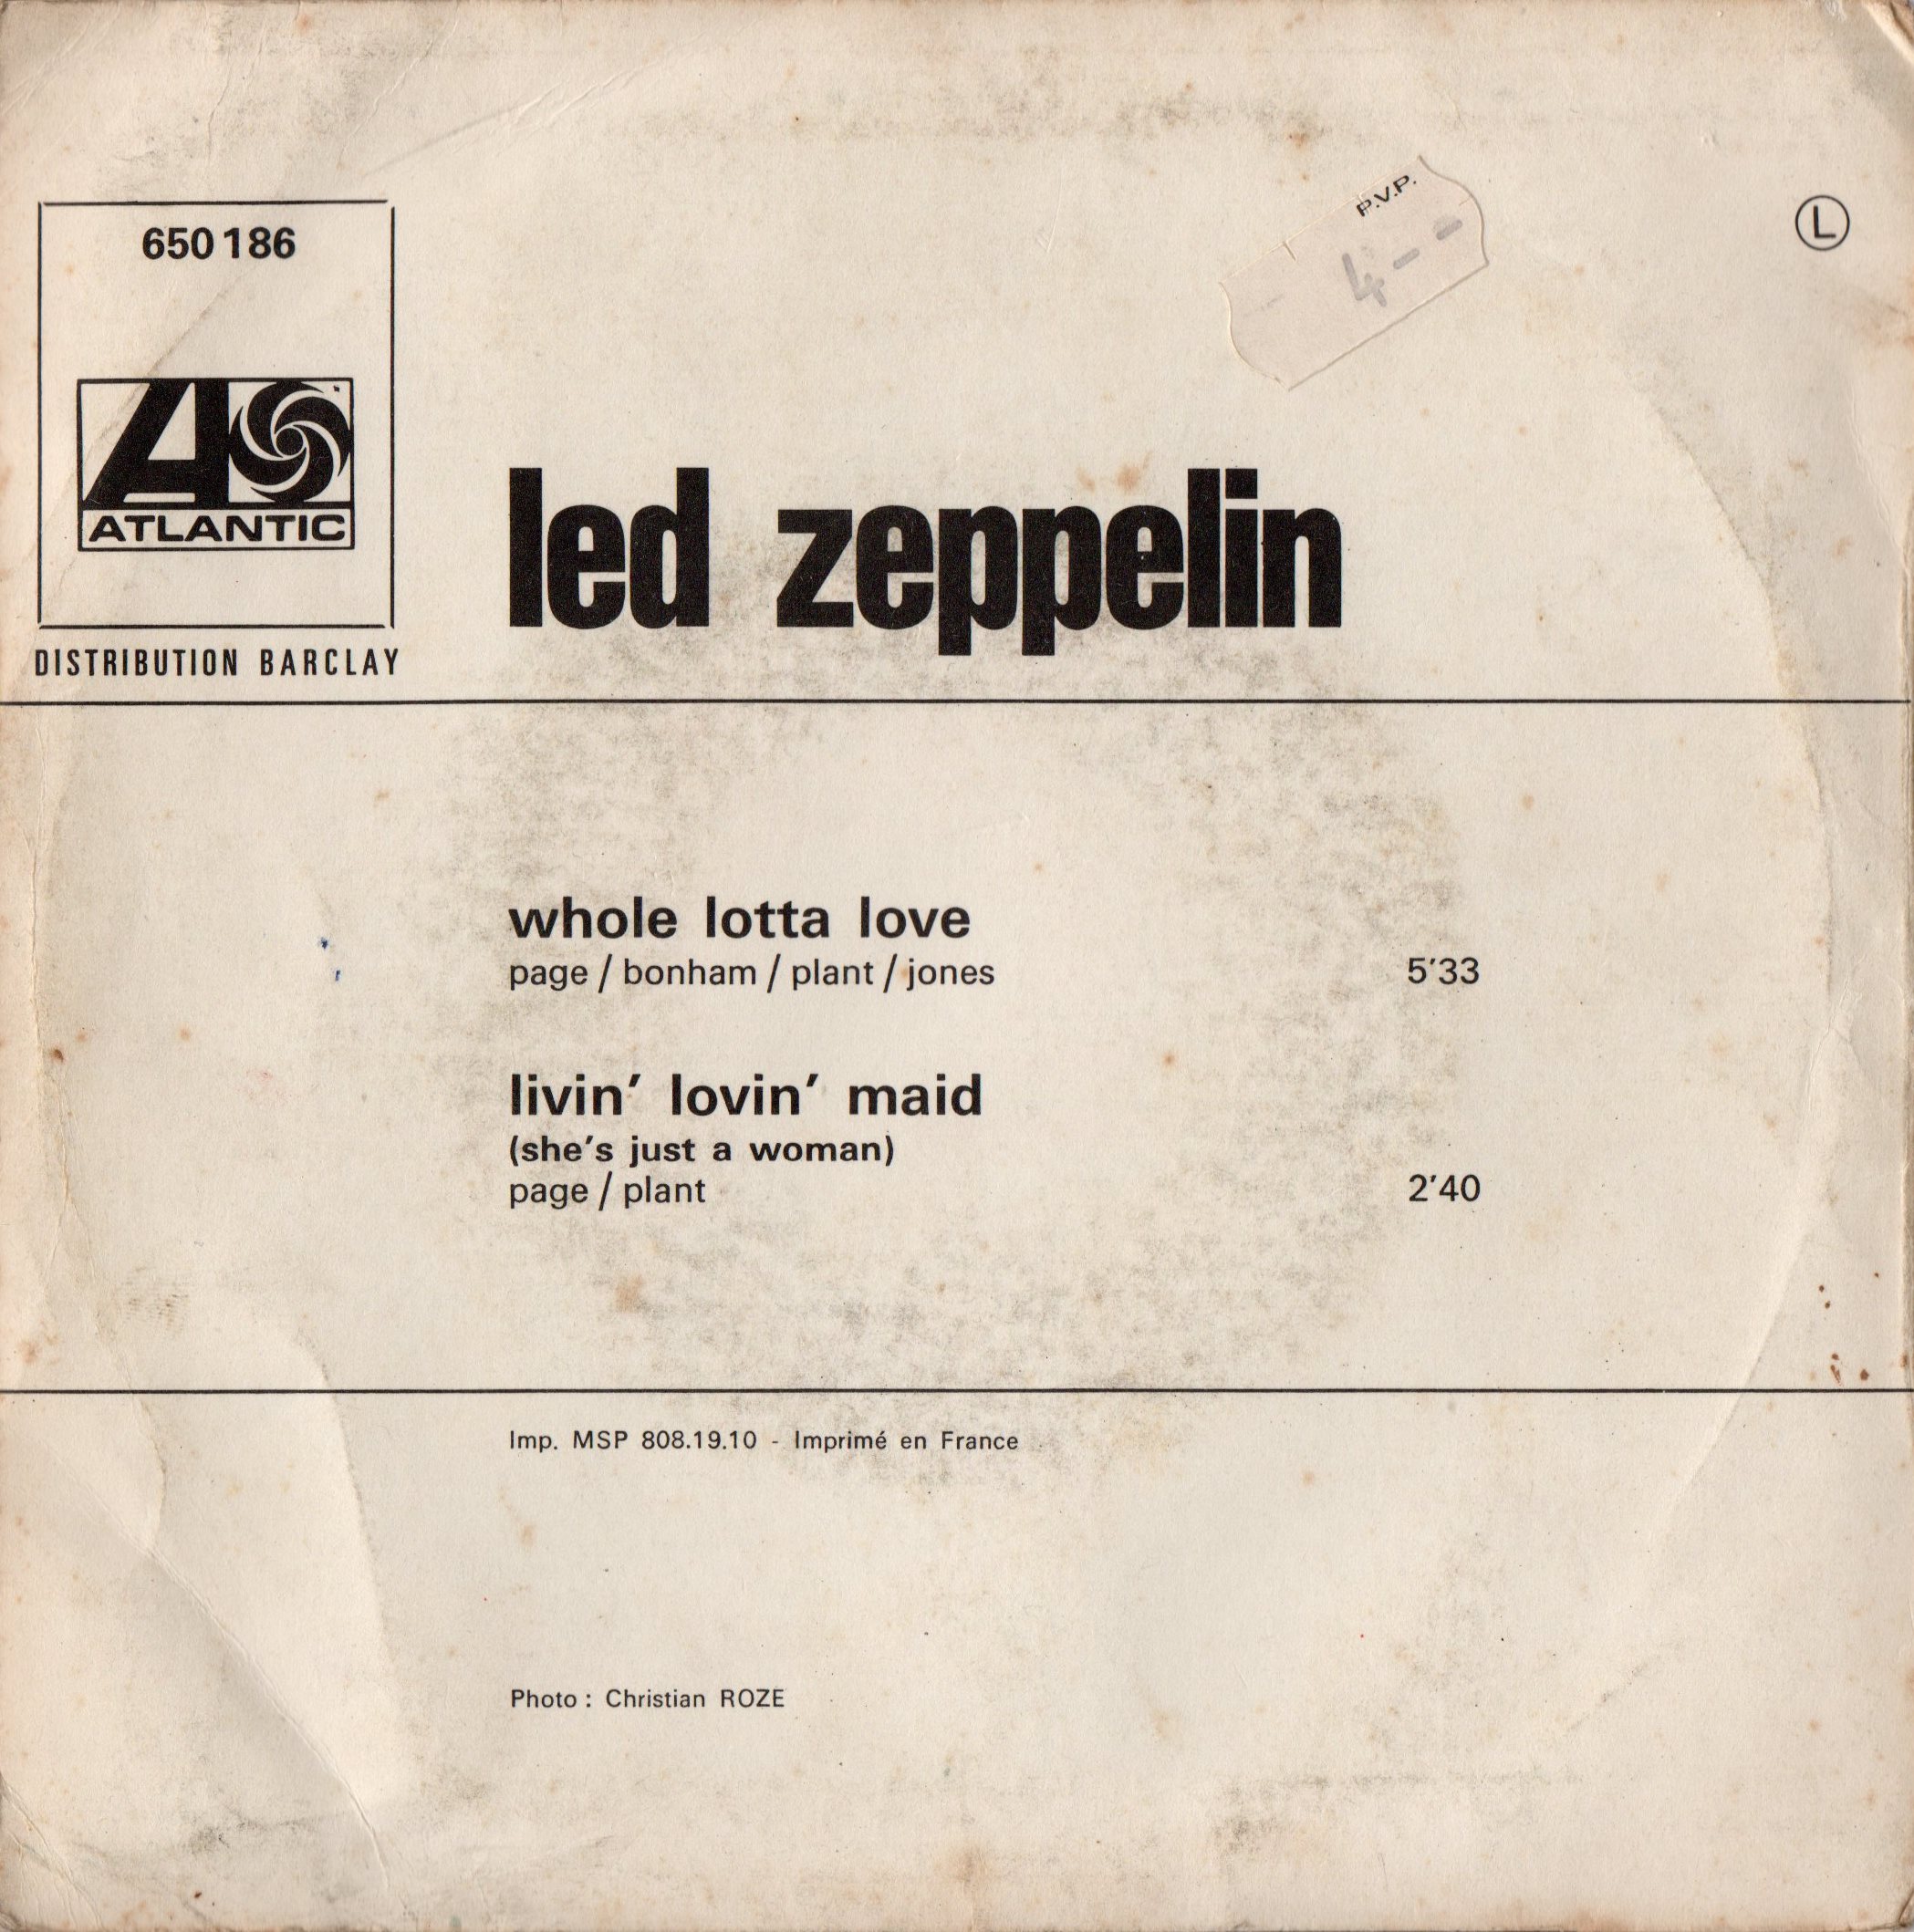 650 186
P.V.P.
4 - -
L
ATLANTIC
DISTRIBUTION BARCLAY
led zeppelin
whole lotta love
page / bonham / plant / jones 5'33
livin' lovin' maid
(she's just a woman)
page / plant 2'40
Imp. MSP 808.19.10 - Imprimé en France
Photo : Christian ROZE